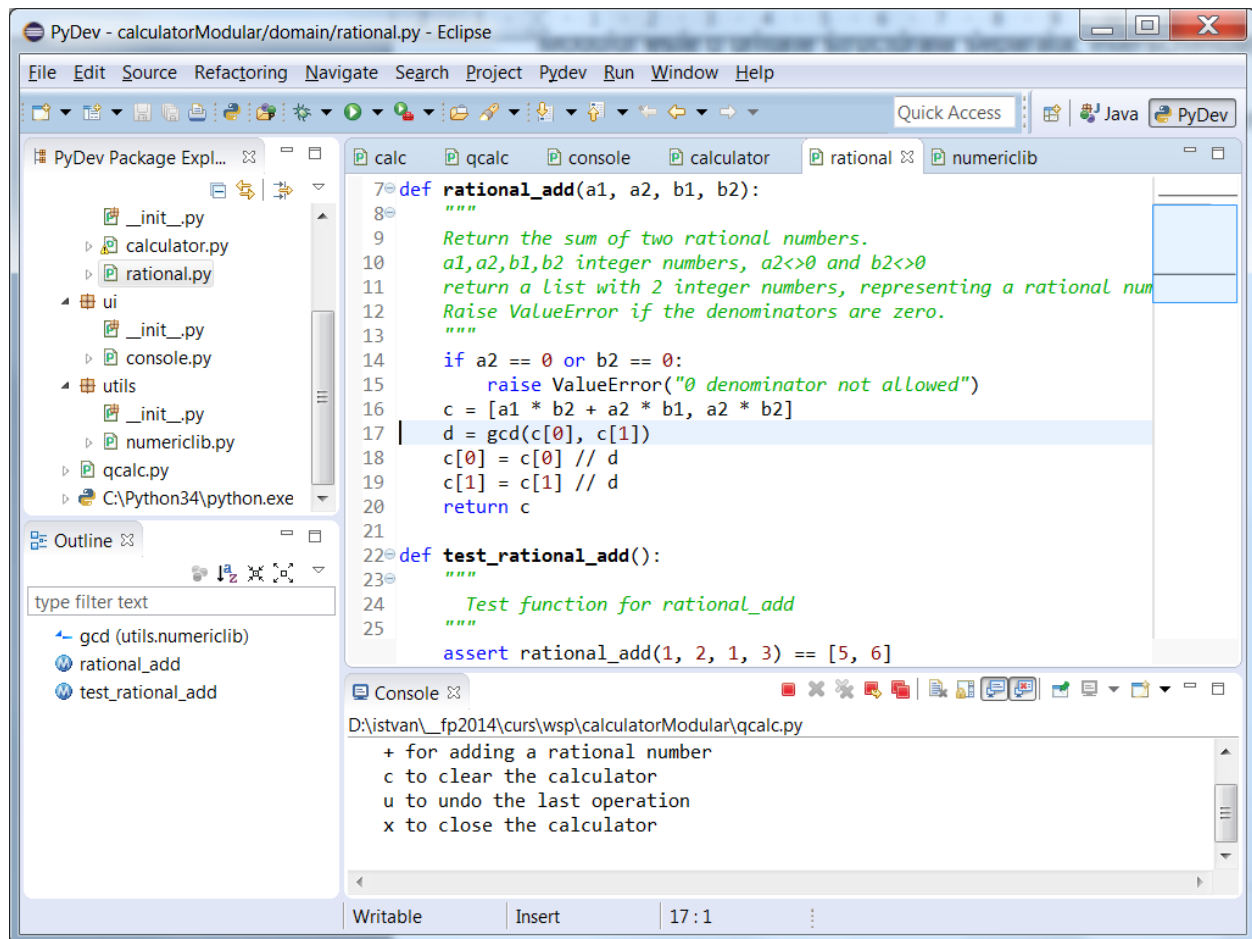 PyDev - calculatorModular/domain/rational.py - Eclipse
File Edit Source Refactoring Navigate Search Project Pydev Run Window Help
Quick Access Java PyDev
PyDev Package Expl...
__init__.py
calculator.py
rational.py
ui
__init__.py
console.py
utils
__init__.py
numericlib.py
qcalc.py
C:\Python34\python.exe
Outline
type filter text
gcd (utils.numericlib)
rational_add
test_rational_add
calc qcalc console calculator rational numericlib
7 def rational_add(a1, a2, b1, b2):
8 """
9 Return the sum of two rational numbers.
10 a1,a2,b1,b2 integer numbers, a2<>0 and b2<>0
11 return a list with 2 integer numbers, representing a rational num
12 Raise ValueError if the denominators are zero.
13 """
14 if a2 == 0 or b2 == 0:
15 raise ValueError("0 denominator not allowed")
16 c = [a1 * b2 + a2 * b1, a2 * b2]
17 d = gcd(c[0], c[1])
18 c[0] = c[0] // d
19 c[1] = c[1] // d
20 return c
21
22 def test_rational_add():
23 """
24 Test function for rational_add
25 """
assert rational_add(1, 2, 1, 3) == [5, 6]
Console
D:\istvan\__fp2014\curs\wsp\calculatorModular\qcalc.py
+ for adding a rational number
c to clear the calculator
u to undo the last operation
x to close the calculator
Writable Insert 17 : 1